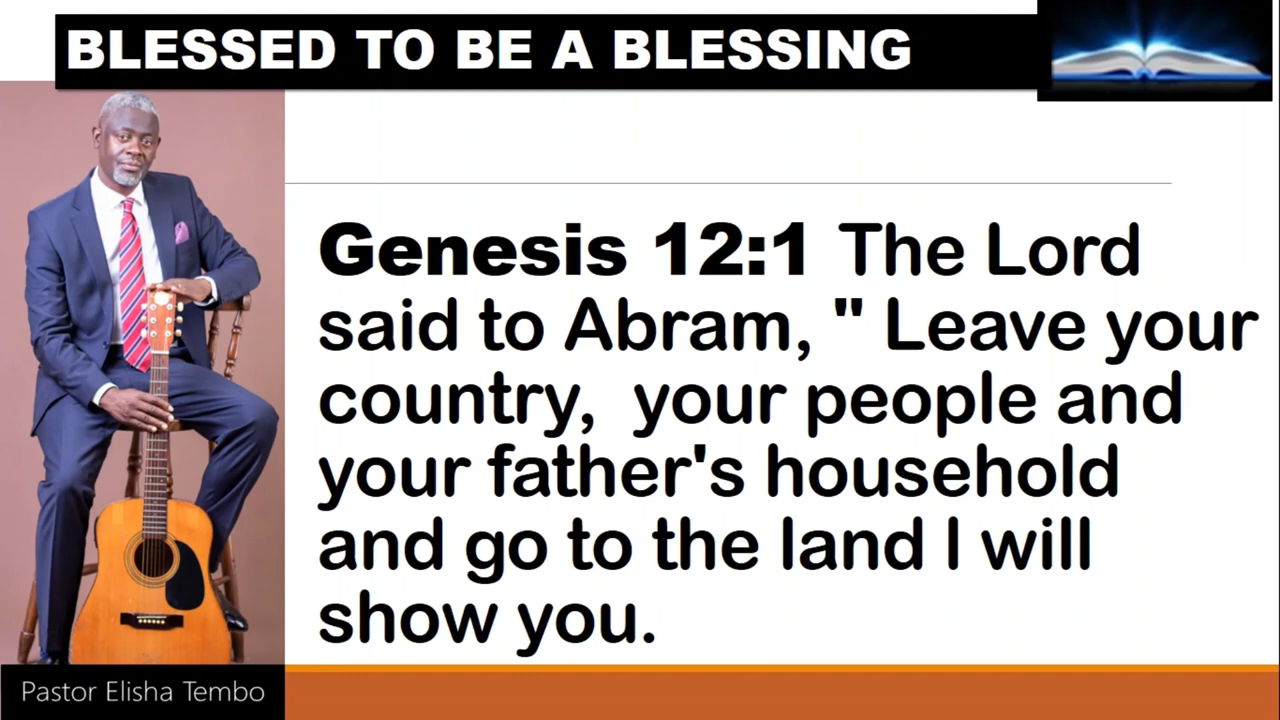 BLESSED TO BE A BLESSING
Genesis 12:1 The Lord
said to Abram, " Leave your
country,  your people and
your father's household
and go to the land I will
show you.
Pastor Elisha Tembo